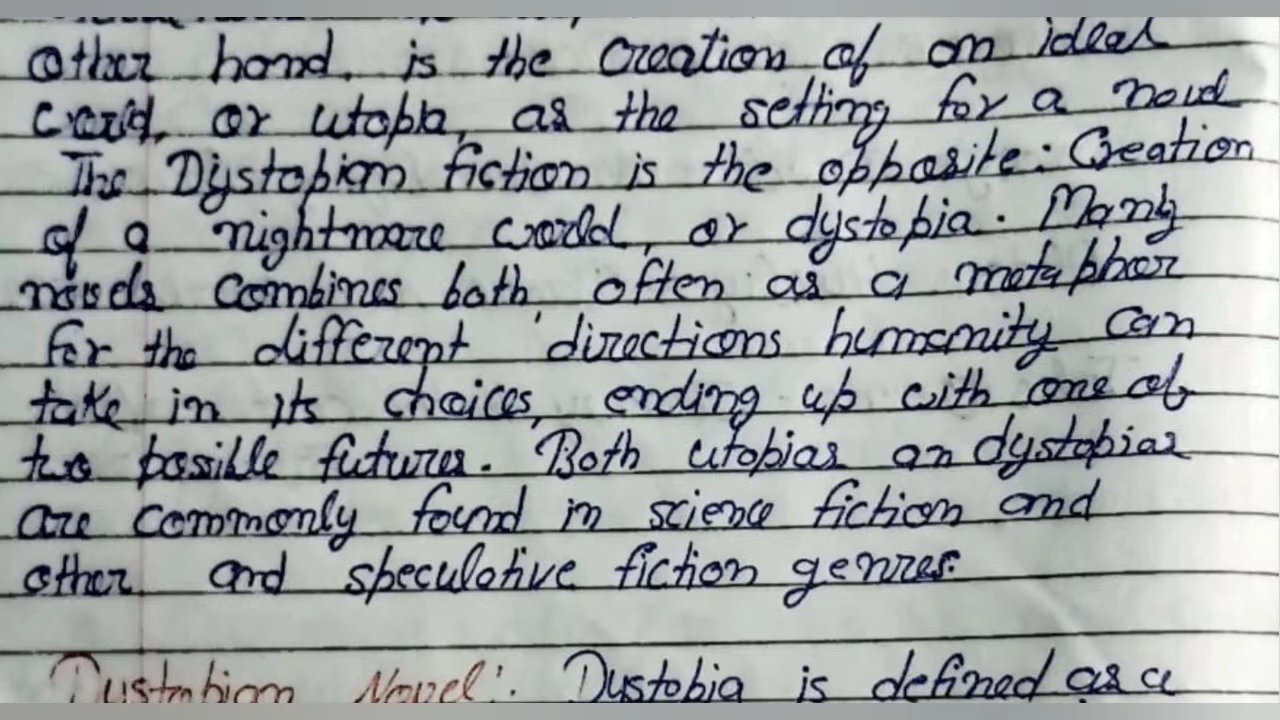 other hand, is the creation of an ideal
world, or utopia, as the setting for a novel
The Dystopian fiction is the opposite: Creation
of a nightmare world, or dystopia. Many
novels combines both, often as a metaphor
for the different directions humanity can
take in its choices, ending up with one of
two possible futures. Both utopias an dystopias
are commonly found in science fiction and
other and speculative fiction genres.
Dystopian Novel: Dystopia is defined as a